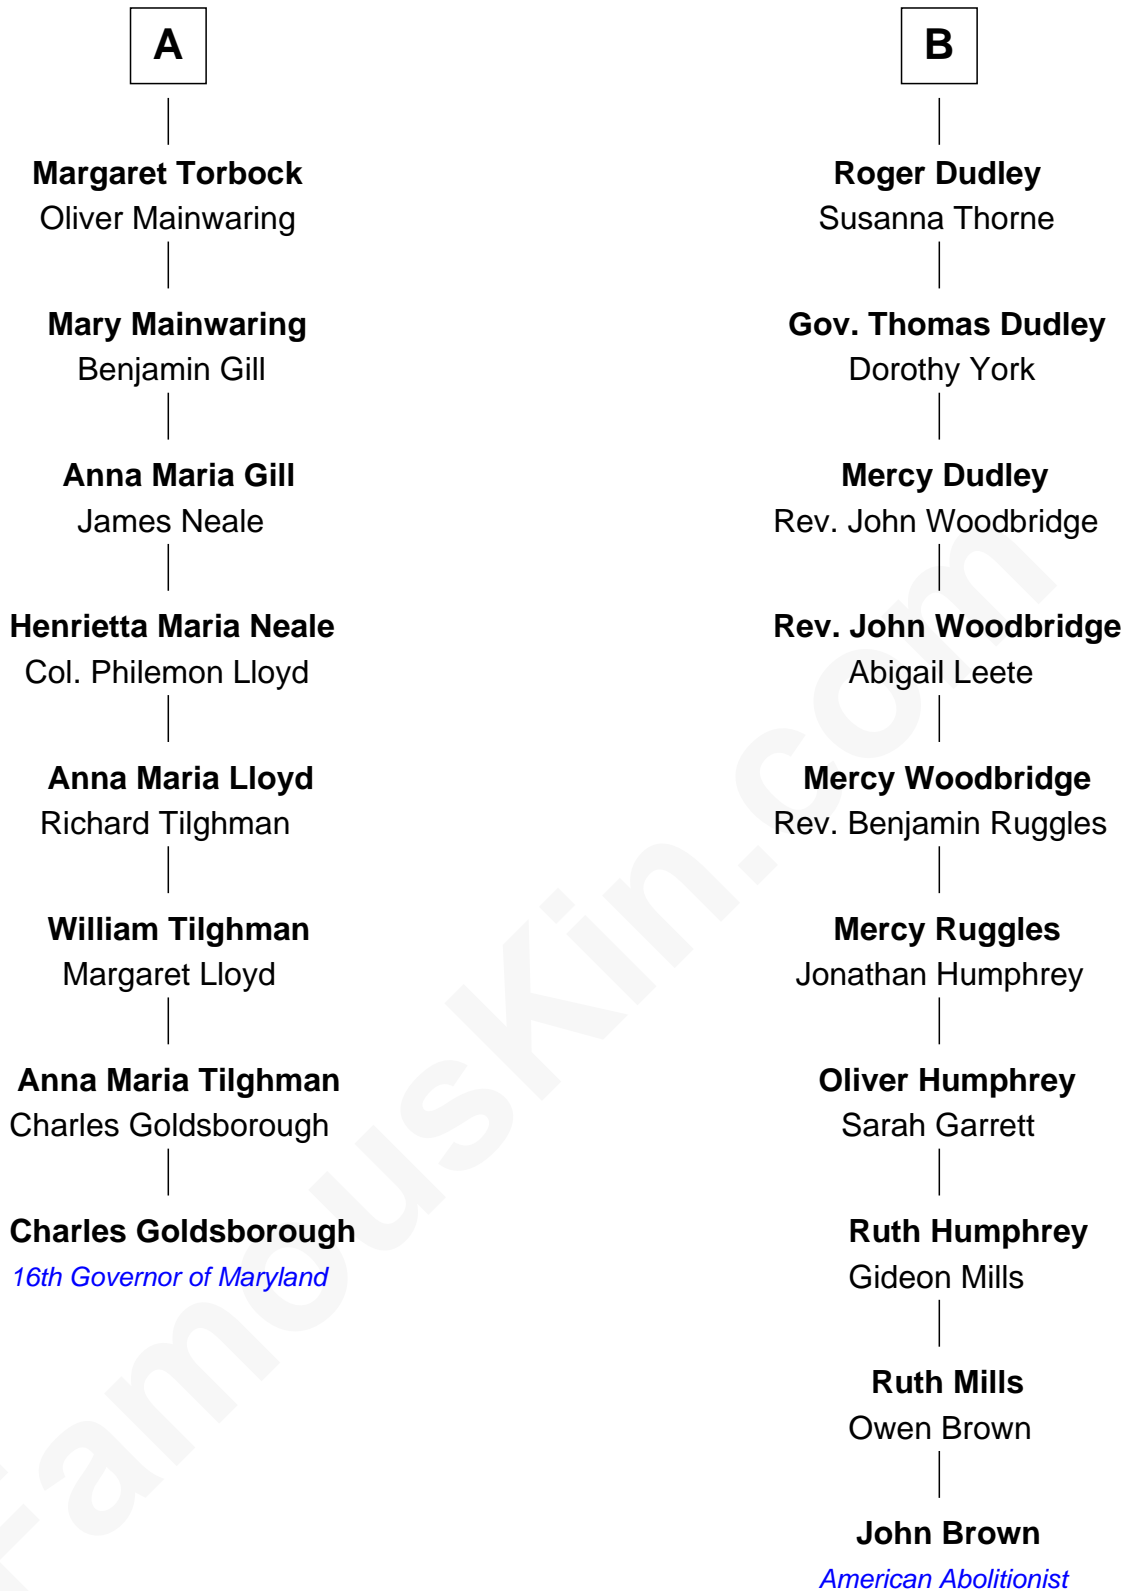 A
Margaret Torbock
Oliver Mainwaring
Mary Mainwaring
Benjamin Gill
Anna Maria Gill
James Neale
Henrietta Maria Neale
Col. Philemon Lloyd
Anna Maria Lloyd
Richard Tilghman
William Tilghman
Margaret Lloyd
Anna Maria Tilghman
Charles Goldsborough
Charles Goldsborough
16th Governor of Maryland
B
Roger Dudley
Susanna Thorne
Gov. Thomas Dudley
Dorothy York
Mercy Dudley
Rev. John Woodbridge
Rev. John Woodbridge
Abigail Leete
Mercy Woodbridge
Rev. Benjamin Ruggles
Mercy Ruggles
Jonathan Humphrey
Oliver Humphrey
Sarah Garrett
Ruth Humphrey
Gideon Mills
Ruth Mills
Owen Brown
John Brown
American Abolitionist
FamousKin.com